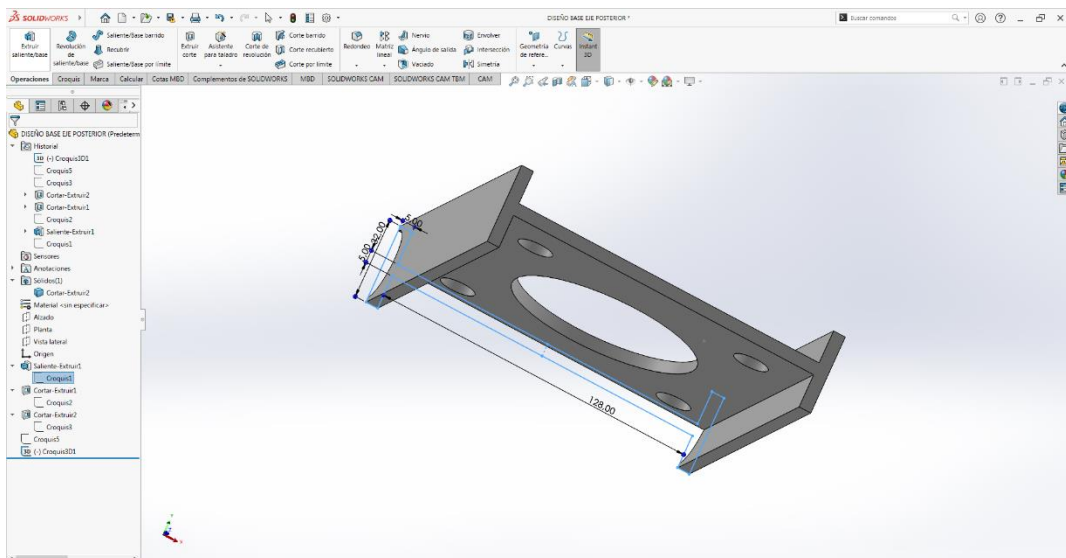 SOLIDWORKS
DISEÑO BASE EJE POSTERIOR *
Buscar comandos
Extruir saliente/base
Revolución de saliente/base
Saliente/Base barrido
Recubrir
Saliente/Base por límite
Extruir corte
Asistente para taladro
Corte de revolución
Corte barrido
Corte recubierto
Corte por límite
Redondeo
Matriz lineal
Nervio
Ángulo de salida
Vaciado
Envolver
Intersección
Simetría
Geometría de refere...
Curvas
Instant 3D
Operaciones
Croquis
Marca
Calcular
Cotas MBD
Complementos de SOLIDWORKS
MBD
SOLIDWORKS CAM
SOLIDWORKS CAM TBM
CAM
DISEÑO BASE EJE POSTERIOR (Predeterm
Historial
3D (-) Croquis3D1
Croquis5
Croquis3
Cortar-Extruir2
Cortar-Extruir1
Croquis2
Saliente-Extruir1
Croquis1
Sensores
Anotaciones
Sólidos(1)
Cortar-Extruir2
Material <sin especificar>
Alzado
Planta
Vista lateral
Origen
Saliente-Extruir1
Croquis1
Cortar-Extruir1
Croquis2
Cortar-Extruir2
Croquis3
Croquis5
3D (-) Croquis3D1
5.00
32.00
5.00
128.00